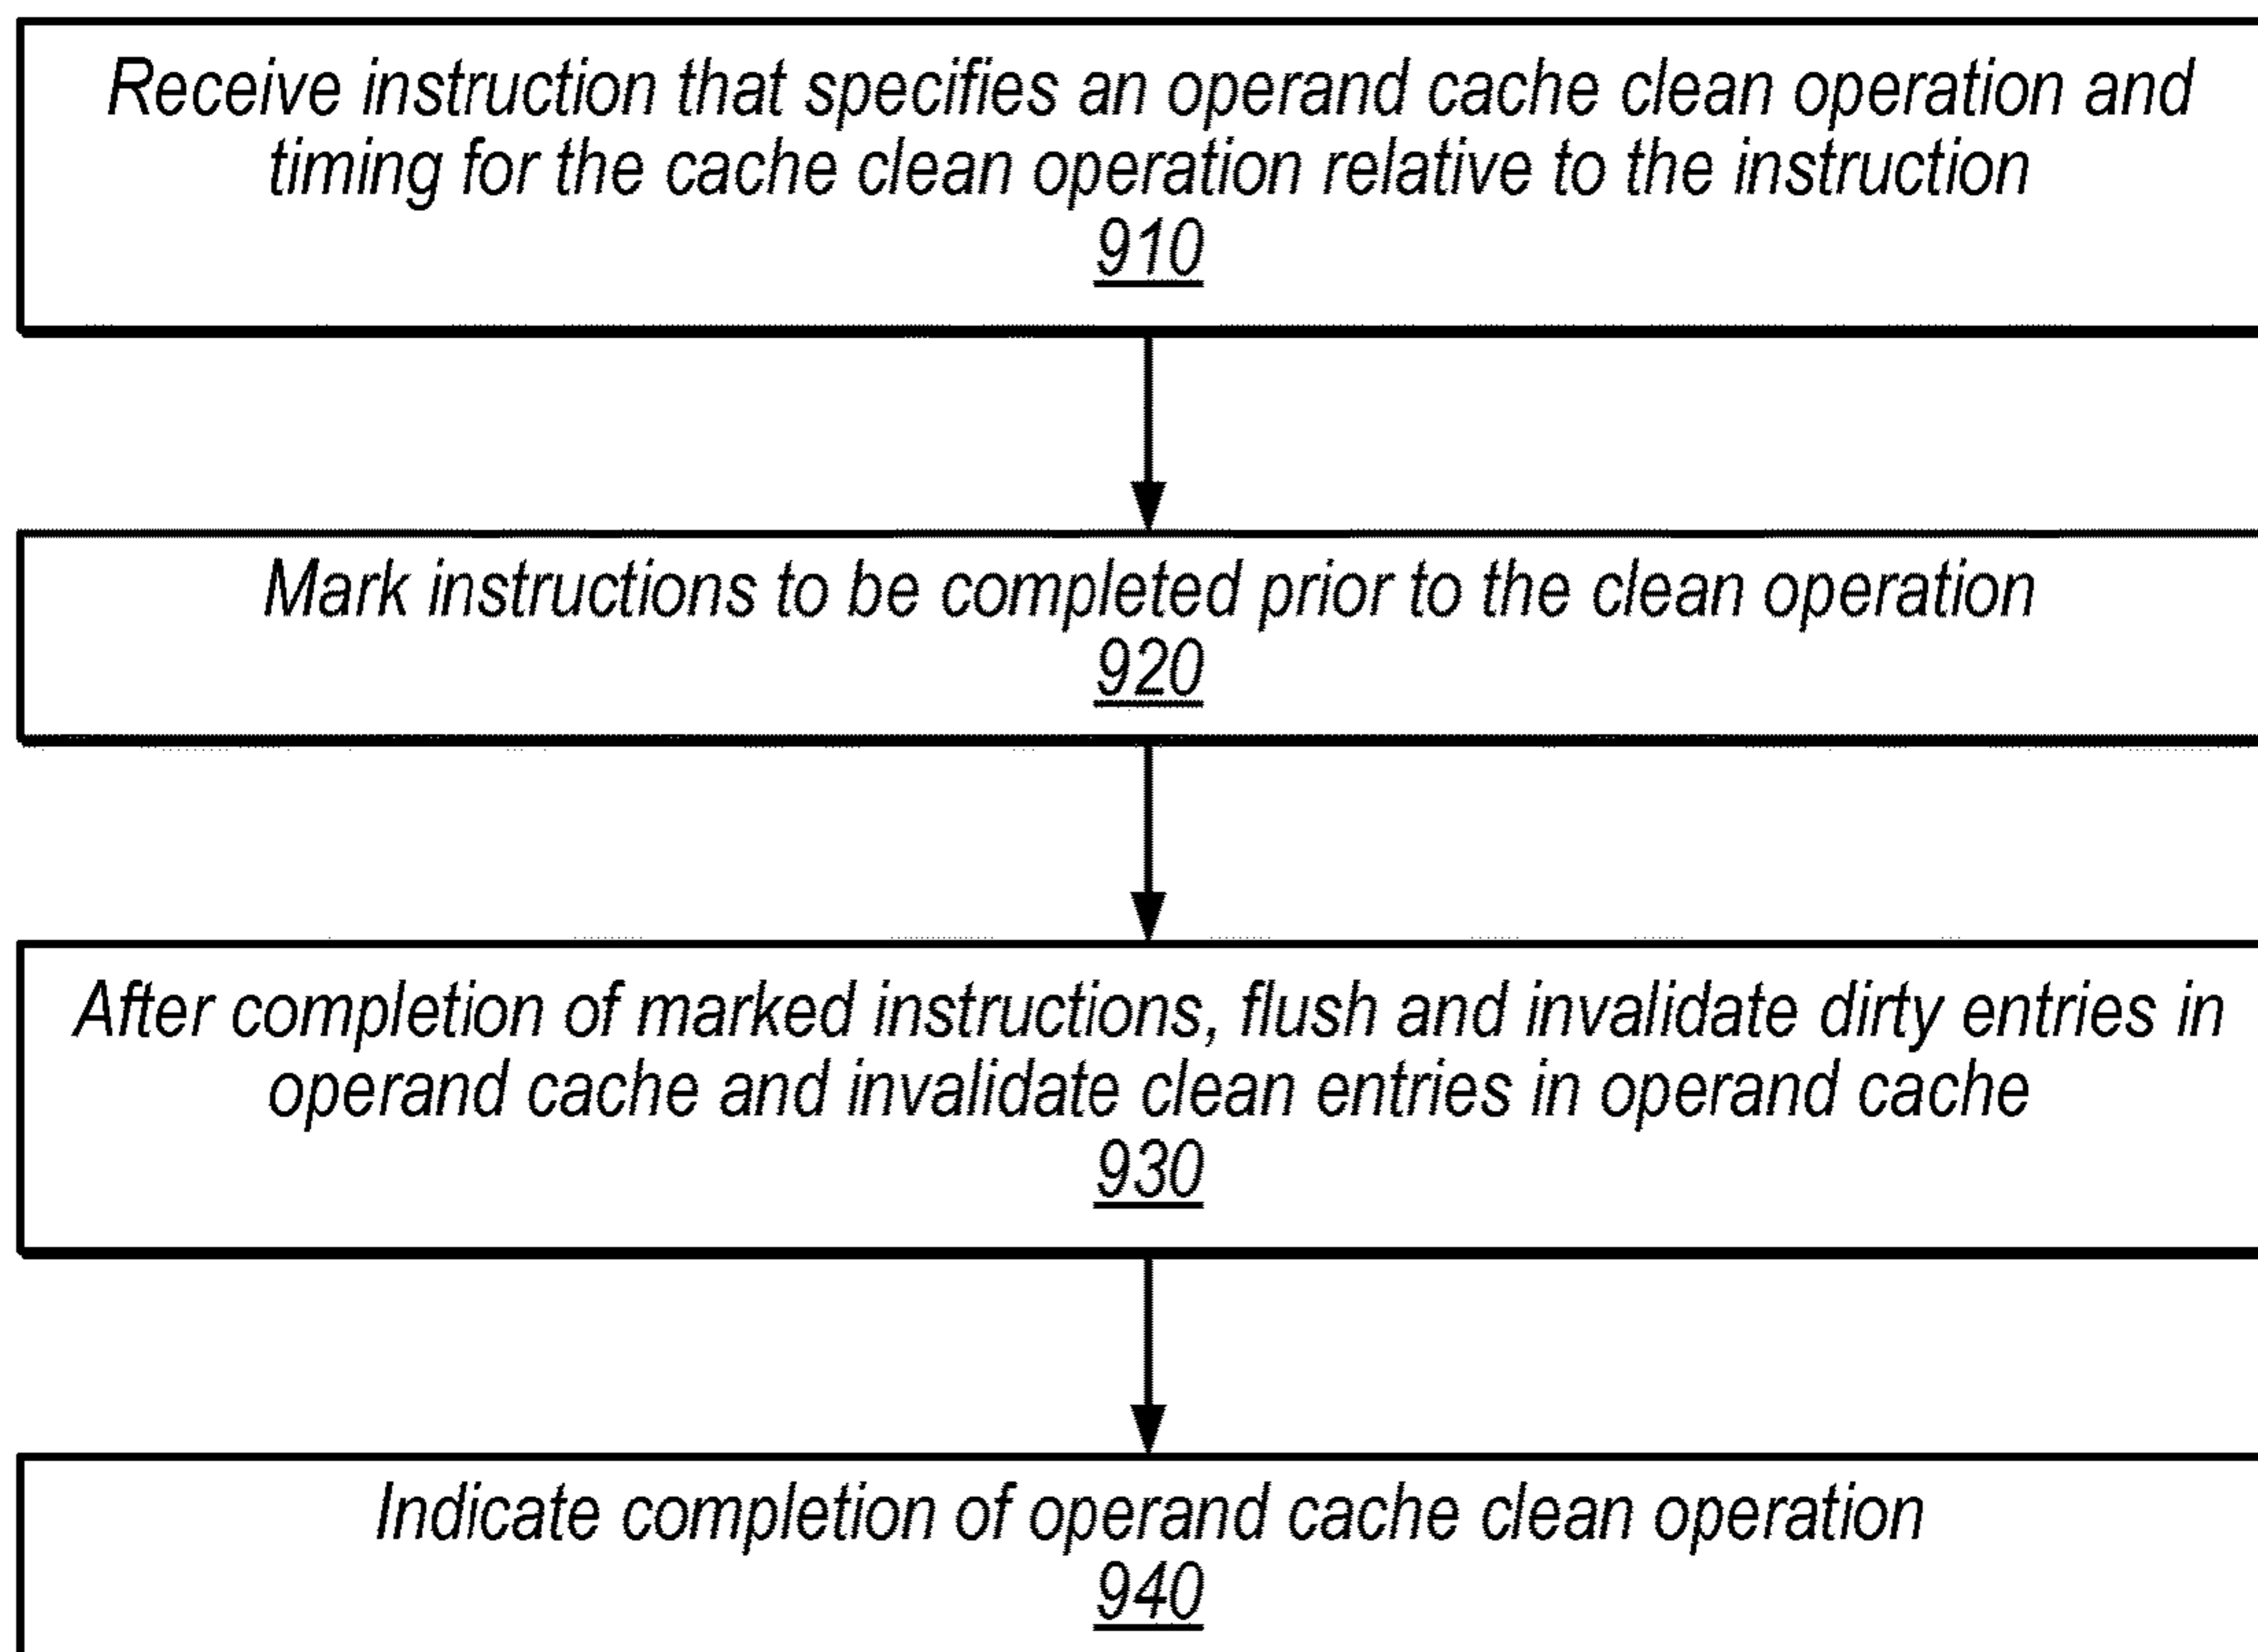 Receive instruction that specifies an operand cache clean operation and
timing for the cache clean operation relative to the instruction
910
Mark instructions to be completed prior to the clean operation
920
After completion of marked instructions, flush and invalidate dirty entries in
operand cache and invalidate clean entries in operand cache
930
Indicate completion of operand cache clean operation
940